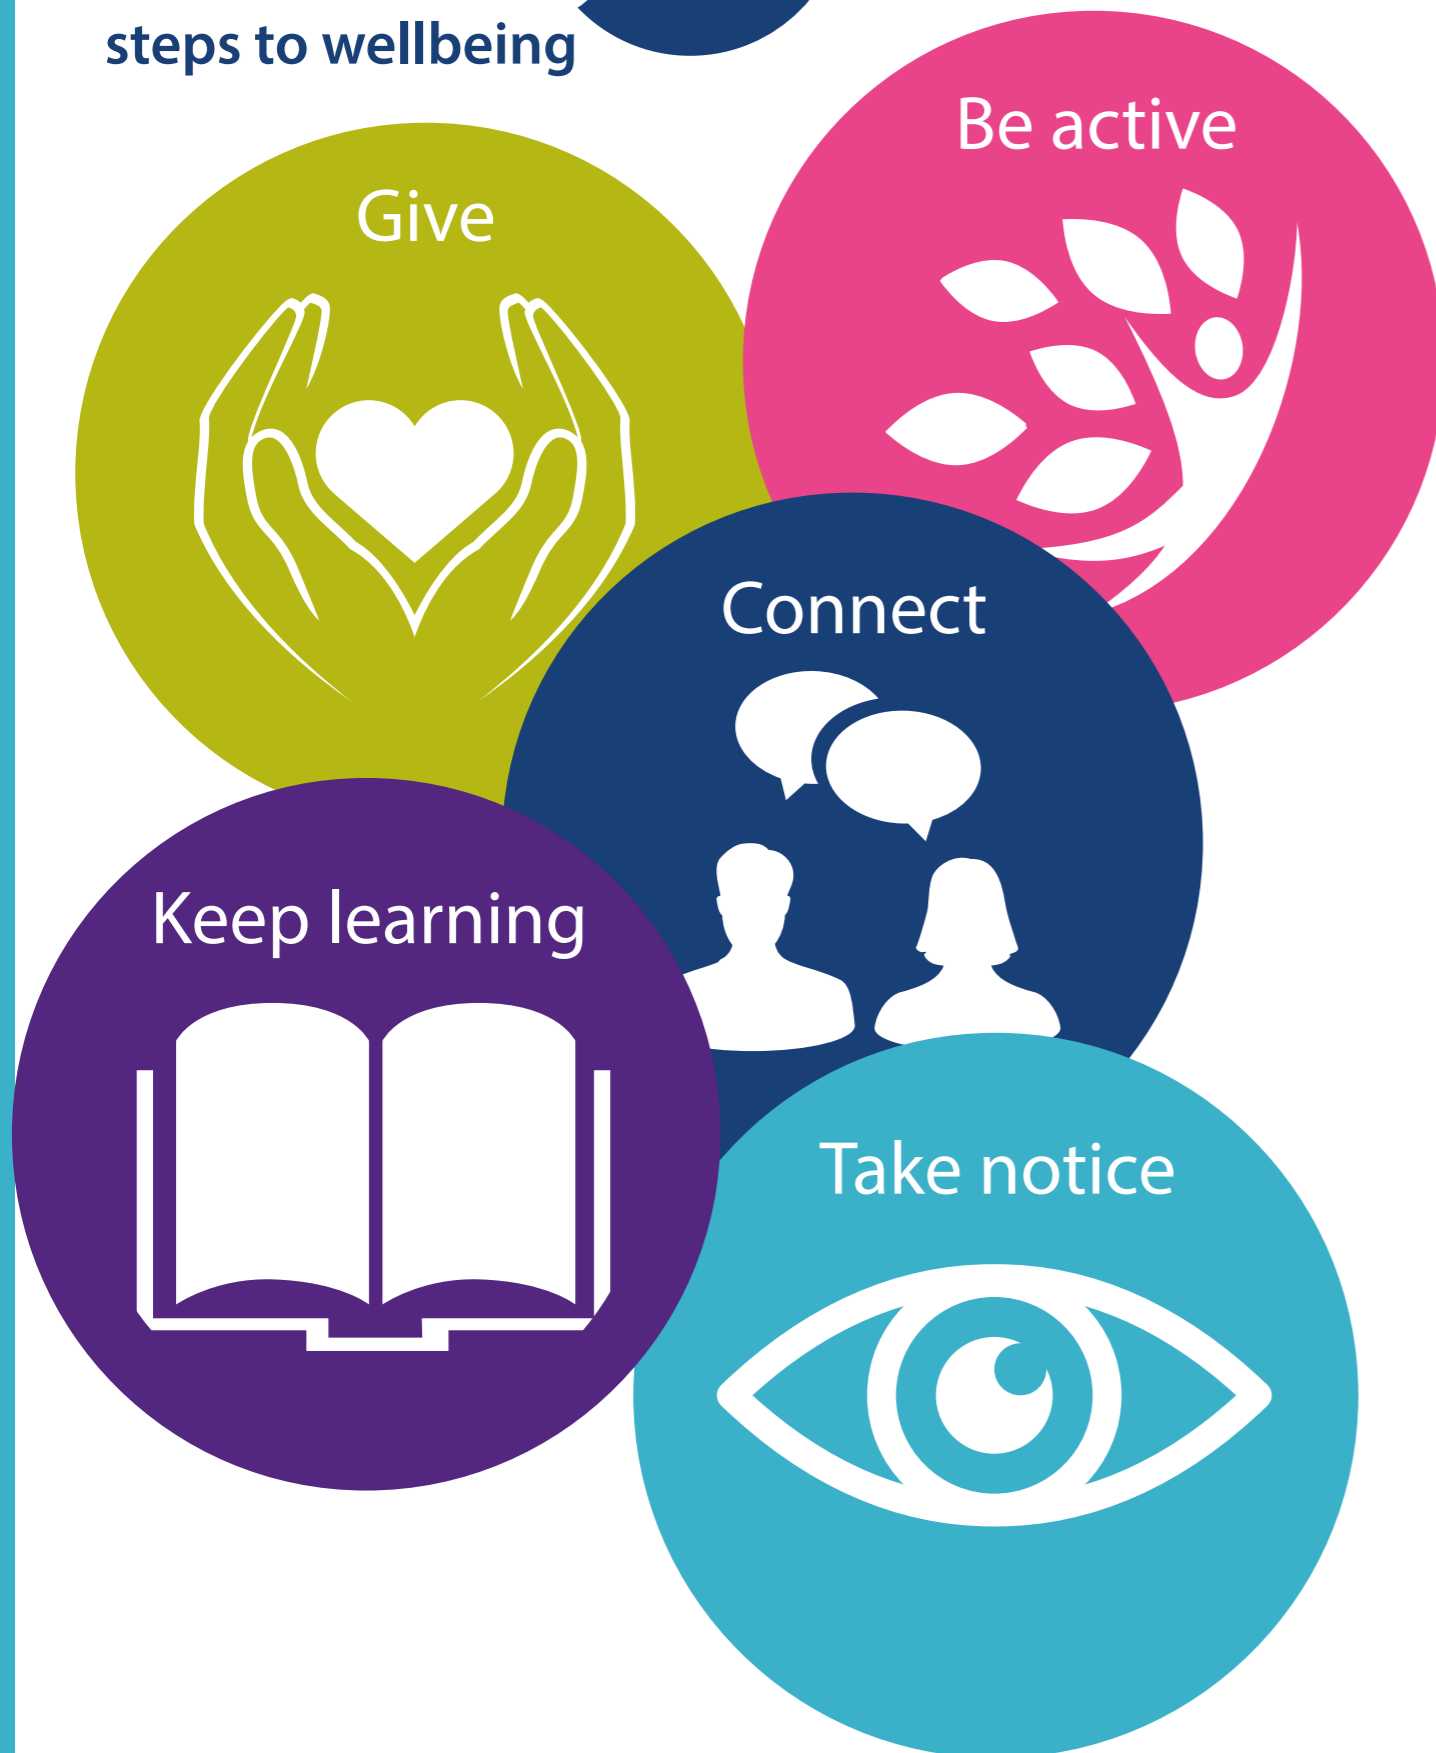 steps to wellbeing
Be active
Give
Connect
Keep learning
Take notice